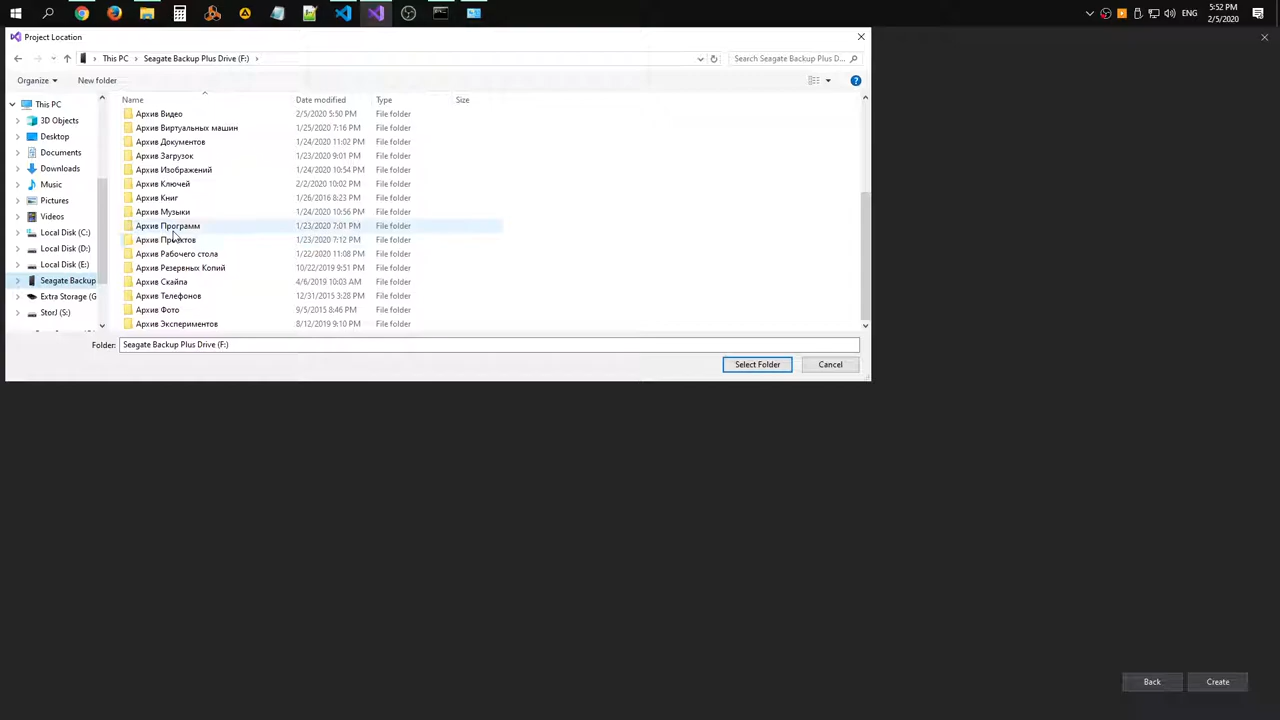 5:52 PM
ENG
2/5/2020
Project Location
This PC > Seagate Backup Plus Drive (F:) >
Search Seagate Backup Plus D...
Organize
New folder
Name Date modified Type Size
This PC
3D Objects
Desktop
Documents
Downloads
Music
Pictures
Videos
Local Disk (C:)
Local Disk (D:)
Local Disk (E:)
Seagate Backup
Extra Storage (G
StorJ (S:)
Архив Видео 2/5/2020 5:50 PM File folder
Архив Виртуальных машин 1/25/2020 7:16 PM File folder
Архив Документов 1/24/2020 11:02 PM File folder
Архив Загрузок 1/23/2020 9:01 PM File folder
Архив Изображений 1/24/2020 10:54 PM File folder
Архив Ключей 2/2/2020 10:02 PM File folder
Архив Книг 1/26/2016 8:23 PM File folder
Архив Музыки 1/24/2020 10:56 PM File folder
Архив Программ 1/23/2020 7:01 PM File folder
Архив Проектов 1/23/2020 7:12 PM File folder
Архив Рабочего стола 1/22/2020 11:08 PM File folder
Архив Резервных Копий 10/22/2019 9:51 PM File folder
Архив Скайпа 4/6/2019 10:03 AM File folder
Архив Телефонов 12/31/2015 3:28 PM File folder
Архив Фото 9/5/2015 8:46 PM File folder
Архив Экспериментов 8/12/2019 9:10 PM File folder
Folder: Seagate Backup Plus Drive (F:)
Select Folder
Cancel
Back
Create